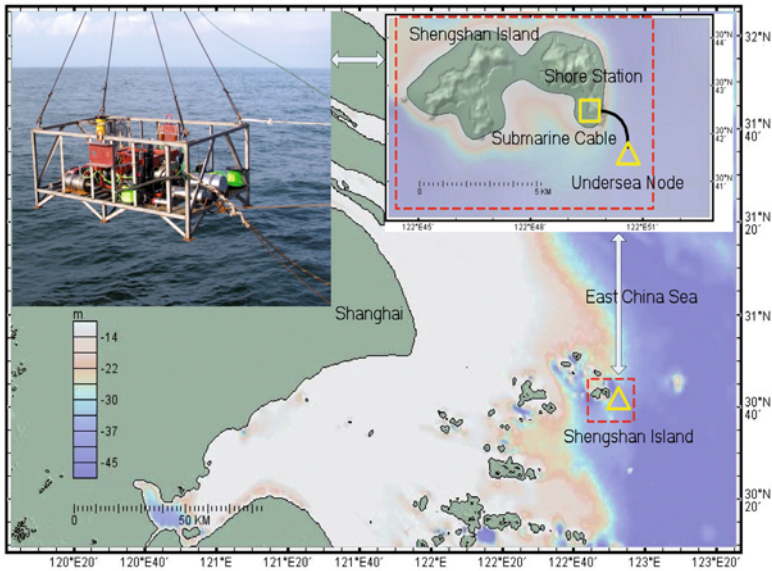 Shengshan Island
Shore Station
Submarine Cable
Undersea Node
0 5 KM
30°N
44′
30°N
43′
30°N
42′
30°N
41′
122°E45′
122°E48′
122°E51′
32°N
31°N
40′
31°N
20′
31°N
30°N
40′
30°N
20′
East China Sea
Shanghai
Shengshan Island
m
-14
-22
-30
-37
-45
0 50 KM
120°E20′ 120°E40′ 121°E 121°E20′ 121°E40′ 122°E 122°E20′ 122°E40′ 123°E 123°E20′